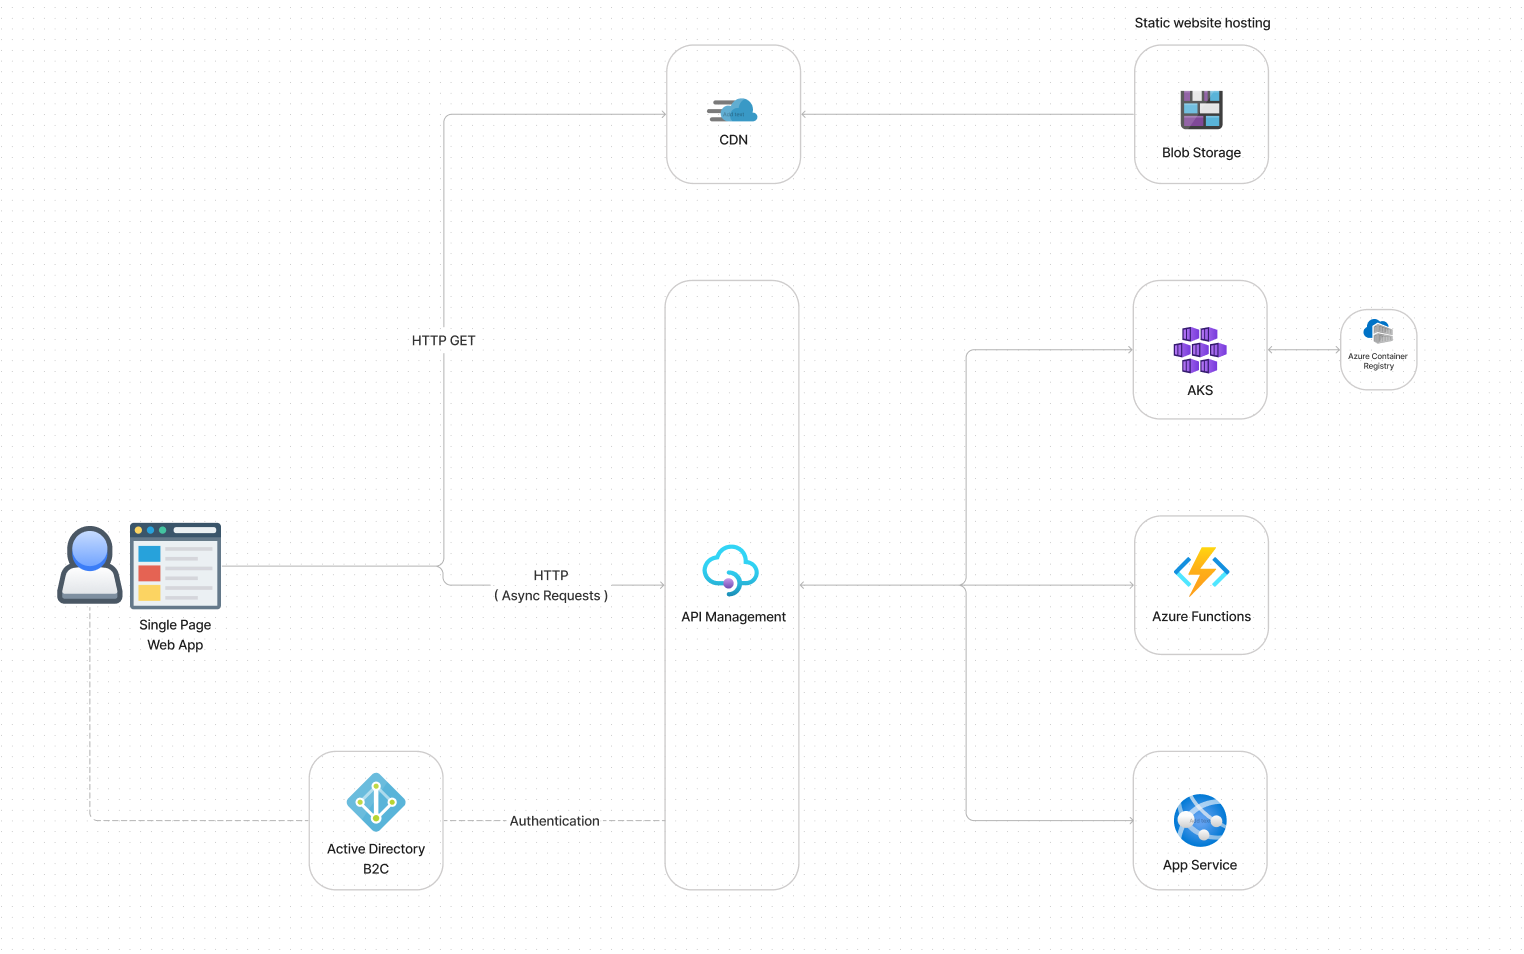 Static website hosting
CDN
Blob Storage
HTTP GET
AKS
Azure Container
Registry
HTTP
( Async Requests )
API Management
Azure Functions
Single Page
Web App
Active Directory
B2C
Authentication
App Service